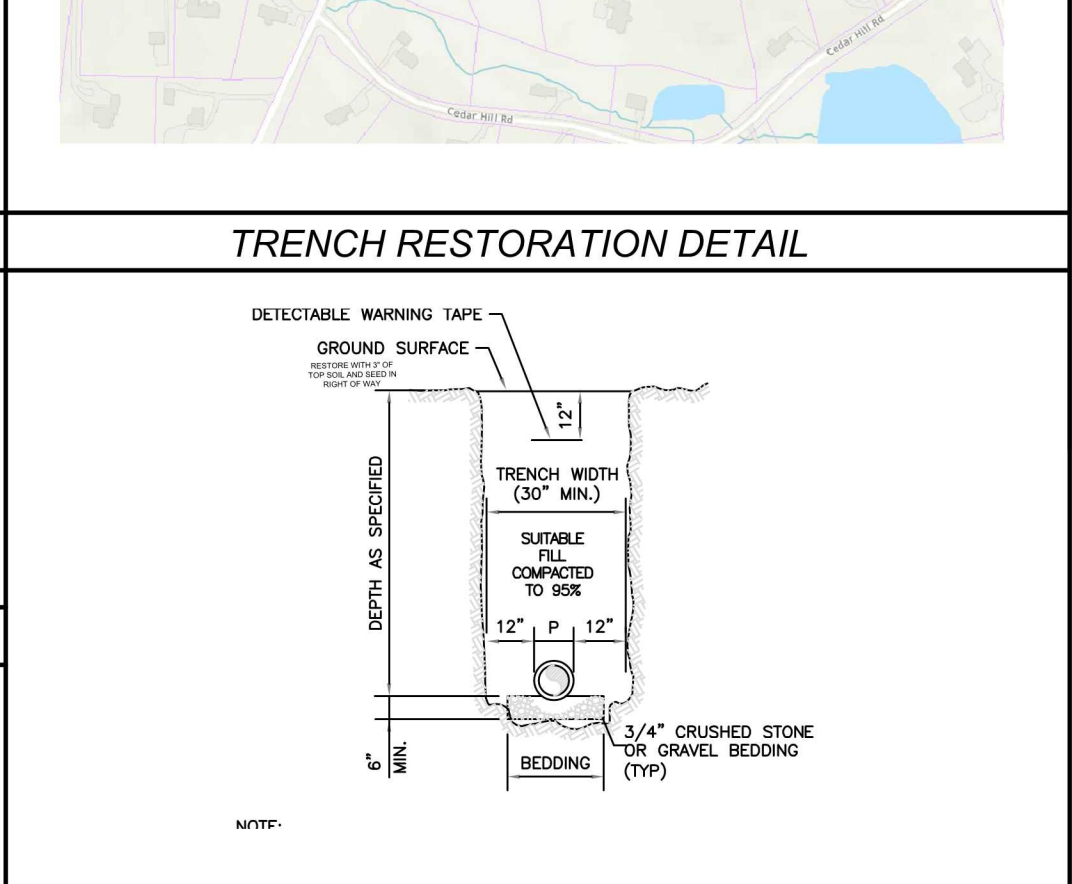 Cedar Hill Rd
Cedar Hill Rd
TRENCH RESTORATION DETAIL
DETECTABLE WARNING TAPE
GROUND SURFACE
RESTORE WITH 3" OF
TOP SOIL AND SEED IN
RIGHT OF WAY
12"
TRENCH WIDTH
(30" MIN.)
DEPTH AS SPECIFIED
SUITABLE
FILL
COMPACTED
TO 95%
12" P 12"
3/4" CRUSHED STONE
OR GRAVEL BEDDING
(TYP)
6"
MIN.
BEDDING
NOTE: